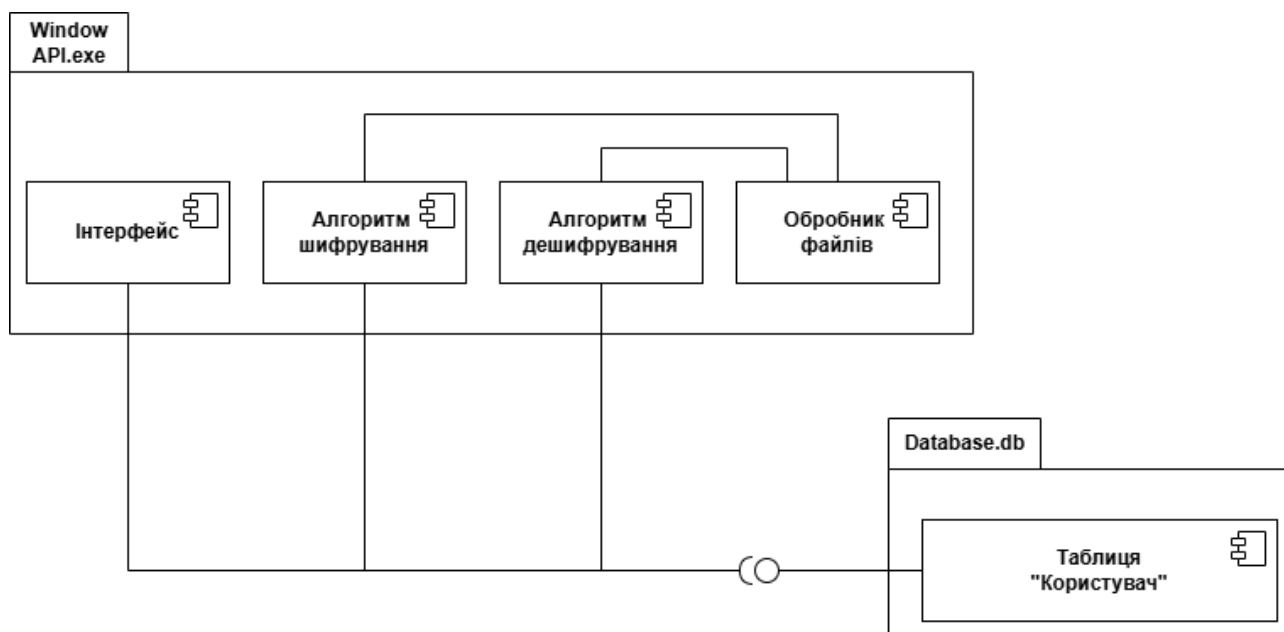 Window
API.exe
Інтерфейс
Алгоритм
шифрування
Алгоритм
дешифрування
Обробник
файлів
Database.db
Таблиця
"Користувач"